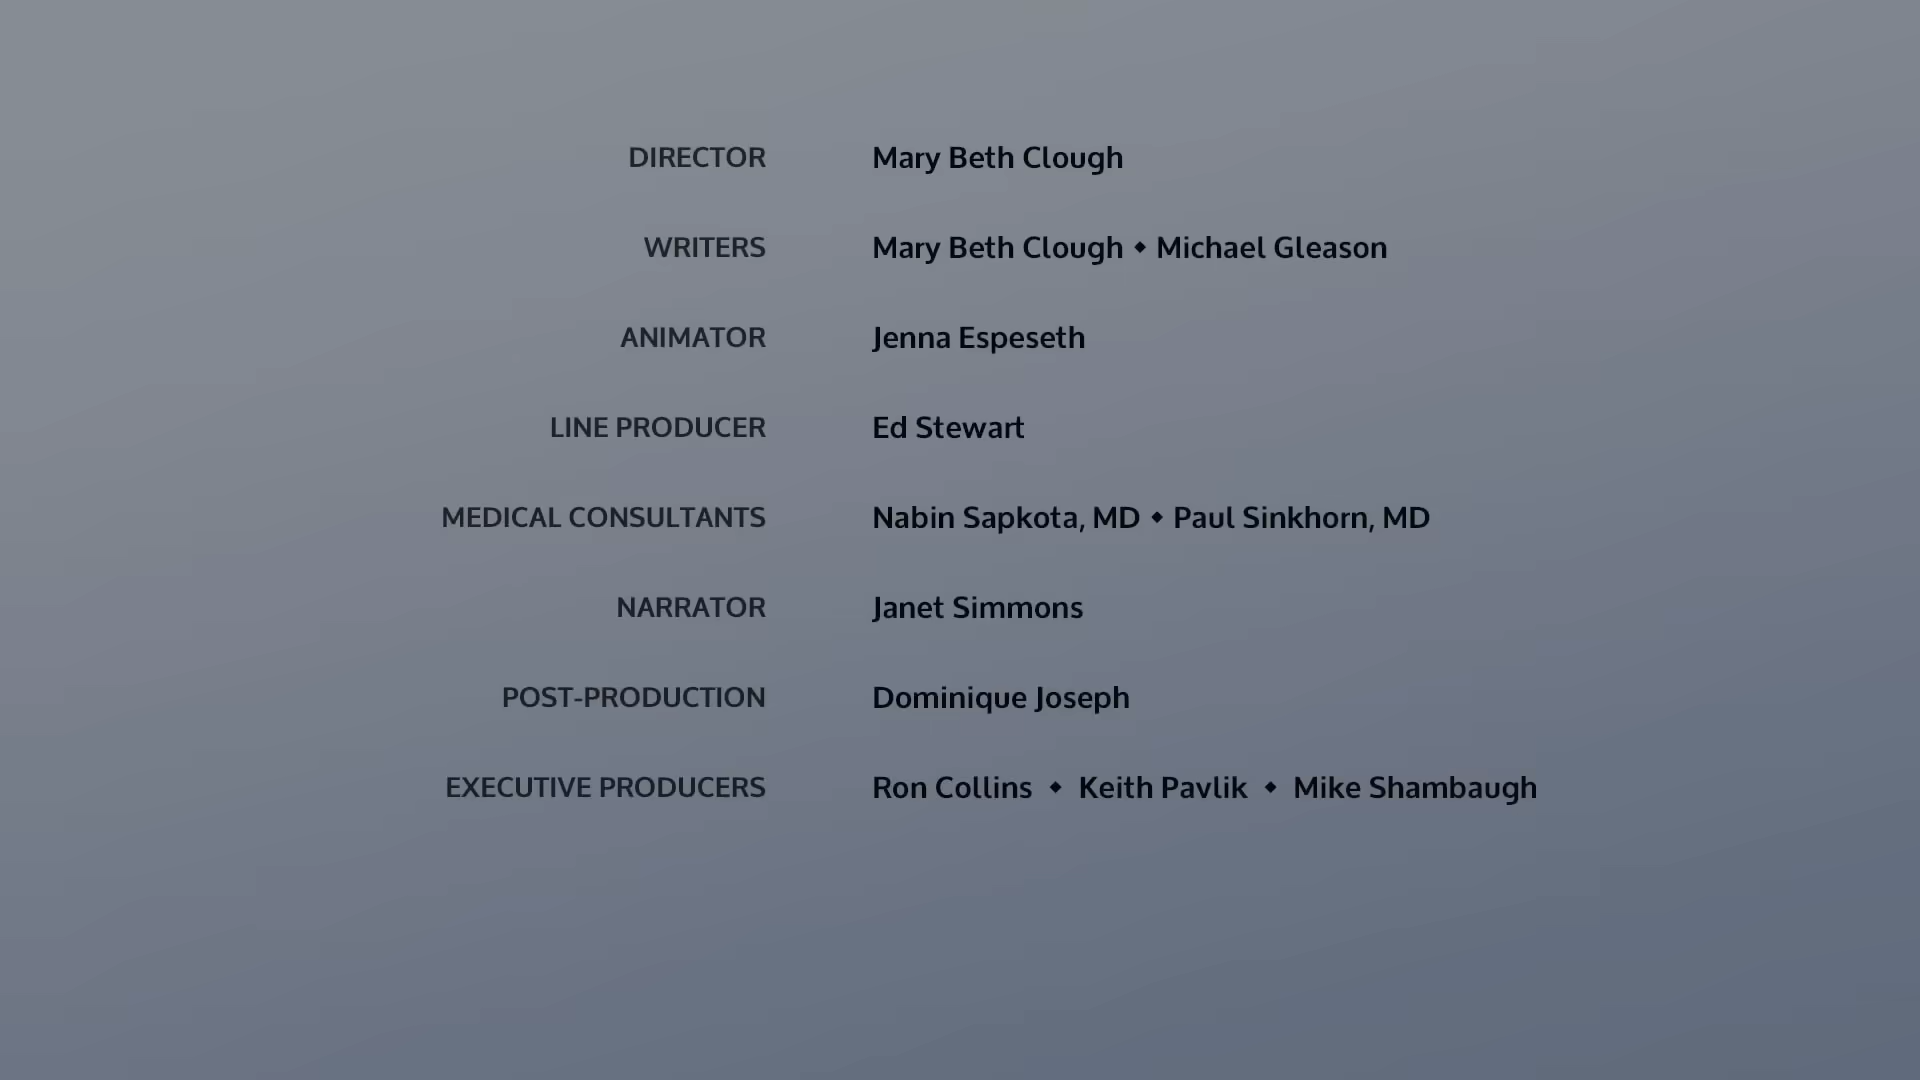 DIRECTOR Mary Beth Clough
WRITERS Mary Beth Clough ◆ Michael Gleason
ANIMATOR Jenna Espeseth
LINE PRODUCER Ed Stewart
MEDICAL CONSULTANTS Nabin Sapkota, MD ◆ Paul Sinkhorn, MD
NARRATOR Janet Simmons
POST-PRODUCTION Dominique Joseph
EXECUTIVE PRODUCERS Ron Collins ◆ Keith Pavlik ◆ Mike Shambaugh